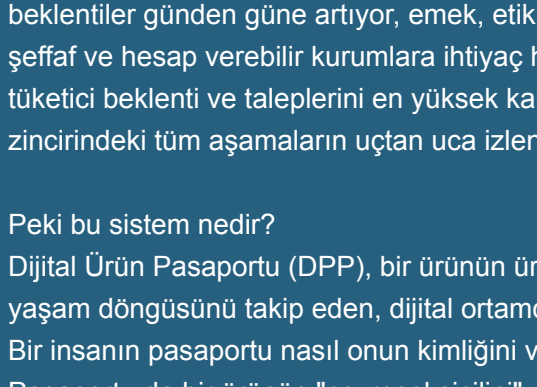 beklentiler günden güne artıyor, emek, etik
şeffaf ve hesap verebilir kurumlara ihtiyaç
tüketici beklenti ve taleplerini en yüksek
zincirindeki tüm aşamaların uçtan uca
Peki bu sistem nedir?
Dijital Ürün Pasaportu (DPP), bir ürünün
yaşam döngüsünü takip eden, dijital
Bir insanın pasaportu nasıl onun kimliğini